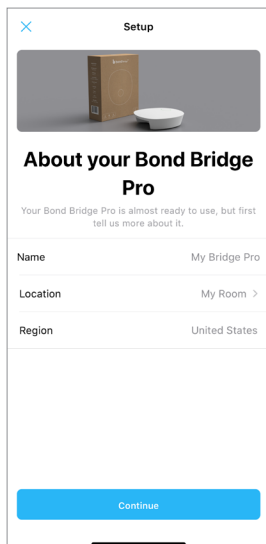 Setup
About your Bond Bridge
Pro
Your Bond Bridge Pro is almost ready to use, but first
tell us more about it.
Name My Bridge Pro
Location My Room >
Region United States
Continue